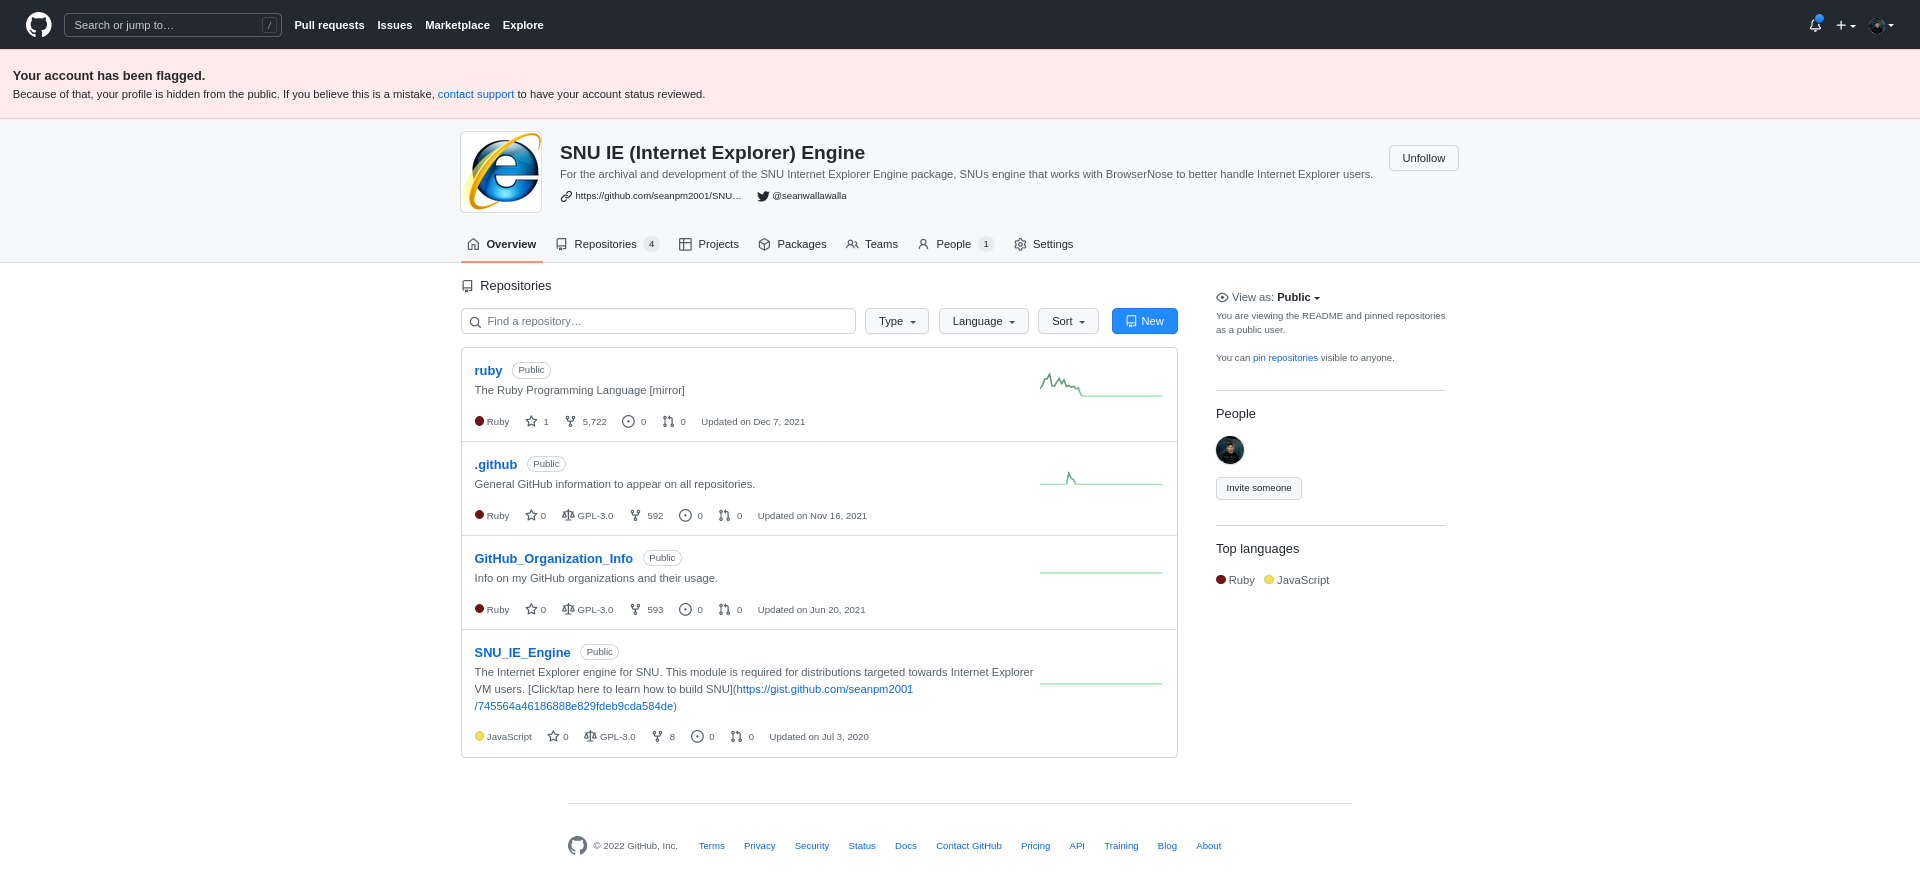 Search or jump to… /
Pull requests Issues Marketplace Explore
Your account has been flagged.
Because of that, your profile is hidden from the public. If you believe this is a mistake, contact support to have your account status reviewed.
SNU IE (Internet Explorer) Engine
For the archival and development of the SNU Internet Explorer Engine package, SNUs engine that works with BrowserNose to better handle Internet Explorer users.
https://github.com/seanpm2001/SNU… @seanwallawalla
Unfollow
Overview Repositories 4 Projects Packages Teams People 1 Settings
Repositories
Find a repository… Type Language Sort New
ruby Public
The Ruby Programming Language [mirror]
Ruby 1 5,722 0 0 Updated on Dec 7, 2021
.github Public
General GitHub information to appear on all repositories.
Ruby 0 GPL-3.0 592 0 0 Updated on Nov 16, 2021
GitHub_Organization_Info Public
Info on my GitHub organizations and their usage.
Ruby 0 GPL-3.0 593 0 0 Updated on Jun 20, 2021
SNU_IE_Engine Public
The Internet Explorer engine for SNU. This module is required for distributions targeted towards Internet Explorer
VM users. [Click/tap here to learn how to build SNU](https://gist.github.com/seanpm2001
/745564a46186888e829fdeb9cda584de)
JavaScript 0 GPL-3.0 8 0 0 Updated on Jul 3, 2020
View as: Public
You are viewing the README and pinned repositories
as a public user.
You can pin repositories visible to anyone.
People
Invite someone
Top languages
Ruby JavaScript
© 2022 GitHub, Inc. Terms Privacy Security Status Docs Contact GitHub Pricing API Training Blog About